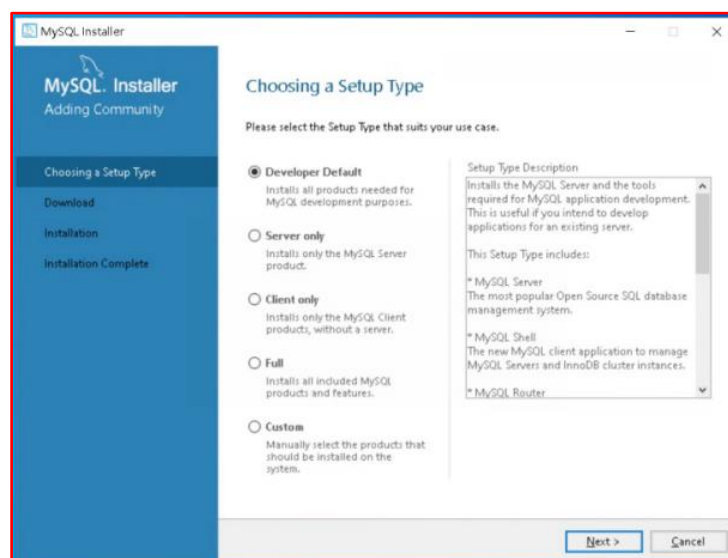 MySQL Installer
MySQL. Installer
Adding Community
Choosing a Setup Type
Download
Installation
Installation Complete
Choosing a Setup Type
Please select the Setup Type that suits your use case.
Developer Default
Installs all products needed for
MySQL development purposes.
Server only
Installs only the MySQL Server
product.
Client only
Installs only the MySQL Client
products, without a server.
Full
Installs all included MySQL
products and features.
Custom
Manually select the products that
should be installed on the
system.
Setup Type Description
Installs the MySQL Server and the tools
required for MySQL application development.
This is useful if you intend to develop
applications for an existing server.
This Setup Type includes:
* MySQL Server
The most popular Open Source SQL database
management system.
* MySQL Shell
The new MySQL client application to manage
MySQL Servers and InnoDB cluster instances.
* MySQL Router
Next >
Cancel